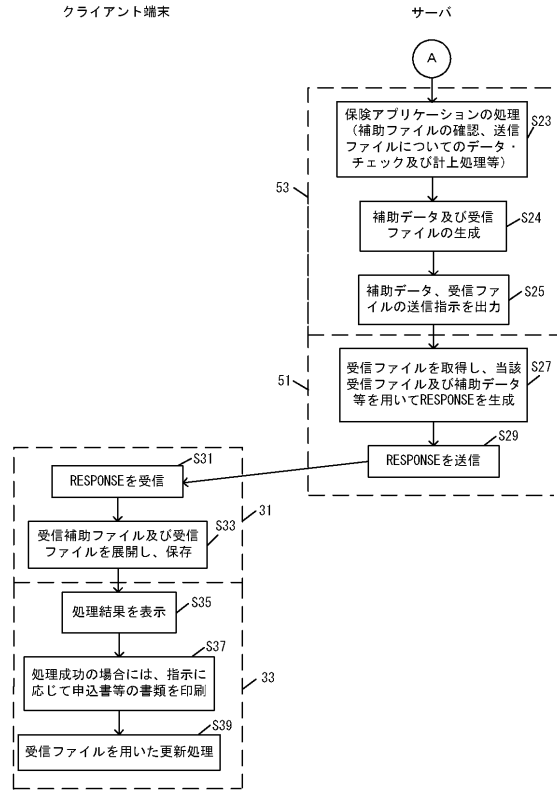 クライアント端末
サーバ
A
保険アプリケーションの処理
(補助ファイルの確認、送信
ファイルについてのデータ・
チェック及び計上処理等)
S23
53
補助データ及び受信
ファイルの生成
S24
補助データ、受信ファ
イルの送信指示を出力
S25
受信ファイルを取得し、当該
受信ファイル及び補助データ
等を用いてRESPONSEを生成
S27
51
RESPONSEを送信
S29
RESPONSEを受信
S31
31
受信補助ファイル及び受信
ファイルを展開し、保存
S33
処理結果を表示
S35
処理成功の場合には、指示に
応じて申込書等の書類を印刷
S37
33
受信ファイルを用いた更新処理
S39